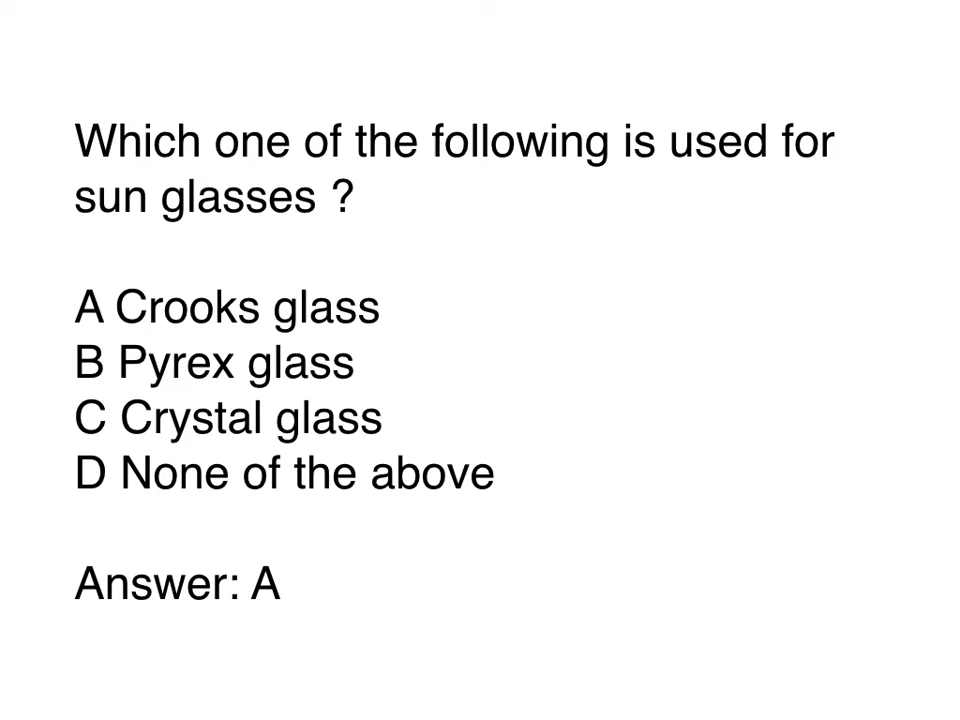 Which one of the following is used for
sun glasses ?
A Crooks glass
B Pyrex glass
C Crystal glass
D None of the above
Answer: A